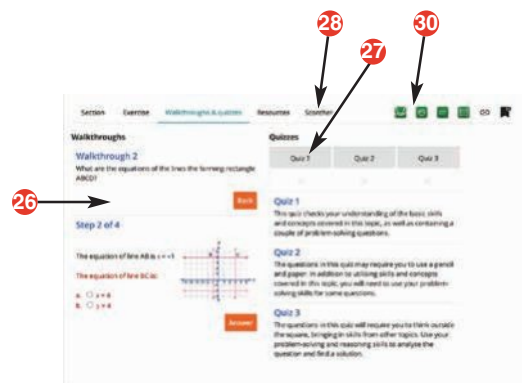 28
30
27
Section Exercise Walkthroughs & quizzes Resources Scorcher
Walkthroughs
Quizzes
Walkthrough 2
What are the equations of the lines the forming rectangle
ABCD?
Quiz 1 Quiz 2 Quiz 3
26
Back
Step 2 of 4
The equation of line AB is
The equation of line BC is:
a.
b.
Answer
Quiz 1
This quiz checks your understanding of the basic skills
and concepts covered in this topic, as well as containing a
couple of problem solving questions.
Quiz 2
The questions in this quiz may require you to use a pencil
and paper. In addition to utilising skills and concepts
covered in this topic, you will need to use your problem-
solving skills for some questions.
Quiz 3
The questions in this quiz will require you to think outside
the square, bringing in skills from other topics. Use your
problem-solving and reasoning skills to analyse the
question and find a solution.